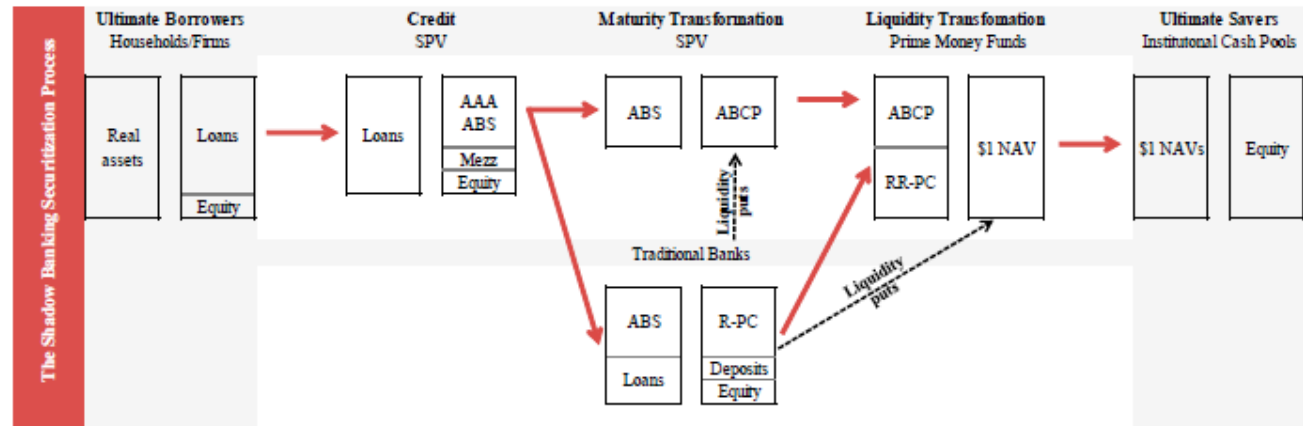 The Shadow Banking Securitization Process
Ultimate Borrowers
Households/Firms
Credit
SPV
Maturity Transformation
SPV
Liquidity Transfomation
Prime Money Funds
Ultimate Savers
Institutonal Cash Pools
Real
assets
Loans
Equity
Loans
AAA
ABS
Mezz
Equity
ABS
ABCP
ABCP
RR-PC
$1 NAV
$1 NAVs
Equity
Liquidity
puts
Traditional Banks
Liquidity
puts
ABS
Loans
R-PC
Deposits
Equity